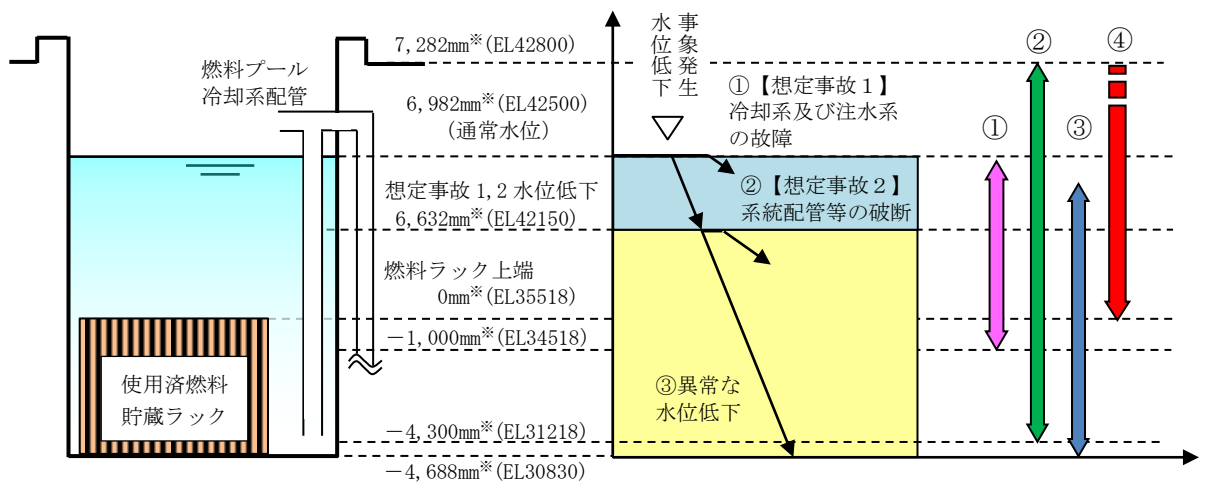 7,282mm※(EL42800)
燃料プール
冷却系配管
6,982mm※(EL42500)
（通常水位）
想定事故1,2 水位低下
6,632mm※(EL42150)
燃料ラック上端
0mm※(EL35518)
－1,000mm※(EL34518)
使用済燃料
貯蔵ラック
－4,300mm※(EL31218)
－4,688mm※(EL30830)
事象発生
水位低下
①【想定事故１】
冷却系及び注水系
の故障
②【想定事故２】
系統配管等の破断
③異常な
水位低下
①
②
③
④